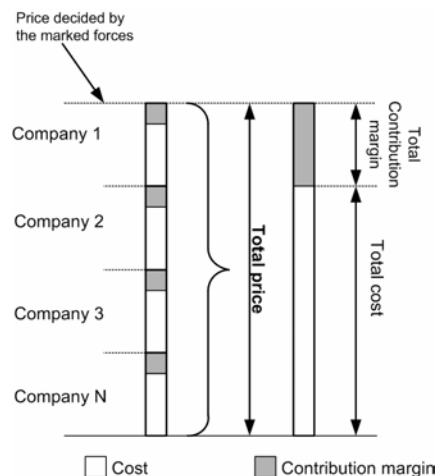 Price decided by
the marked forces
Company 1
Company 2
Company 3
Company N
Total price
Total
Contribution
margin
Total cost
Cost
Contribution margin